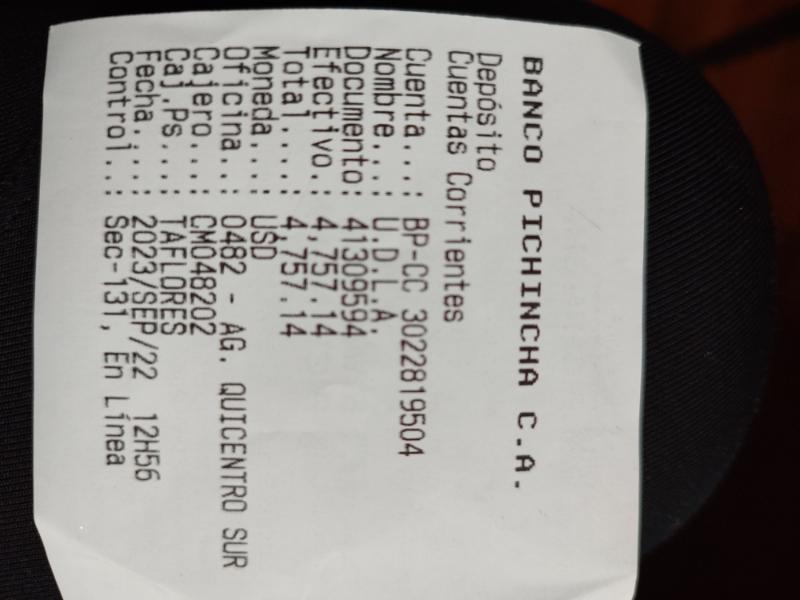 BANCO PICHINCHA C.A.
Depósito
Cuentas Corrientes
Cuenta...: BP-CC 3022819504
Nombre...: U.D.L.A.
Documento: 41309594
Efectivo.: 4,757.14
Total....: 4,757.14
Moneda...: USD
Oficina..: 0482 - AG. QUICENTRO SUR
Cajero...: CM048202
Caj.Ps...: TAFLORES
Fecha....: 2023/SEP/22 12H56
Control..: Sec-131, En Línea